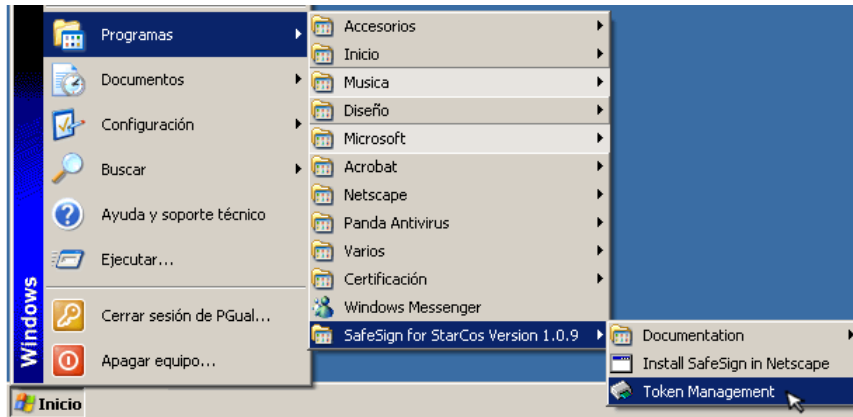 Programas
Documentos
Configuración
Buscar
Ayuda y soporte técnico
Ejecutar...
Cerrar sesión de PGual...
Apagar equipo...
Windows
Inicio
Accesorios
Inicio
Musica
Diseño
Microsoft
Acrobat
Netscape
Panda Antivirus
Varios
Certificación
Windows Messenger
SafeSign for StarCos Version 1.0.9
Documentation
Install SafeSign in Netscape
Token Management